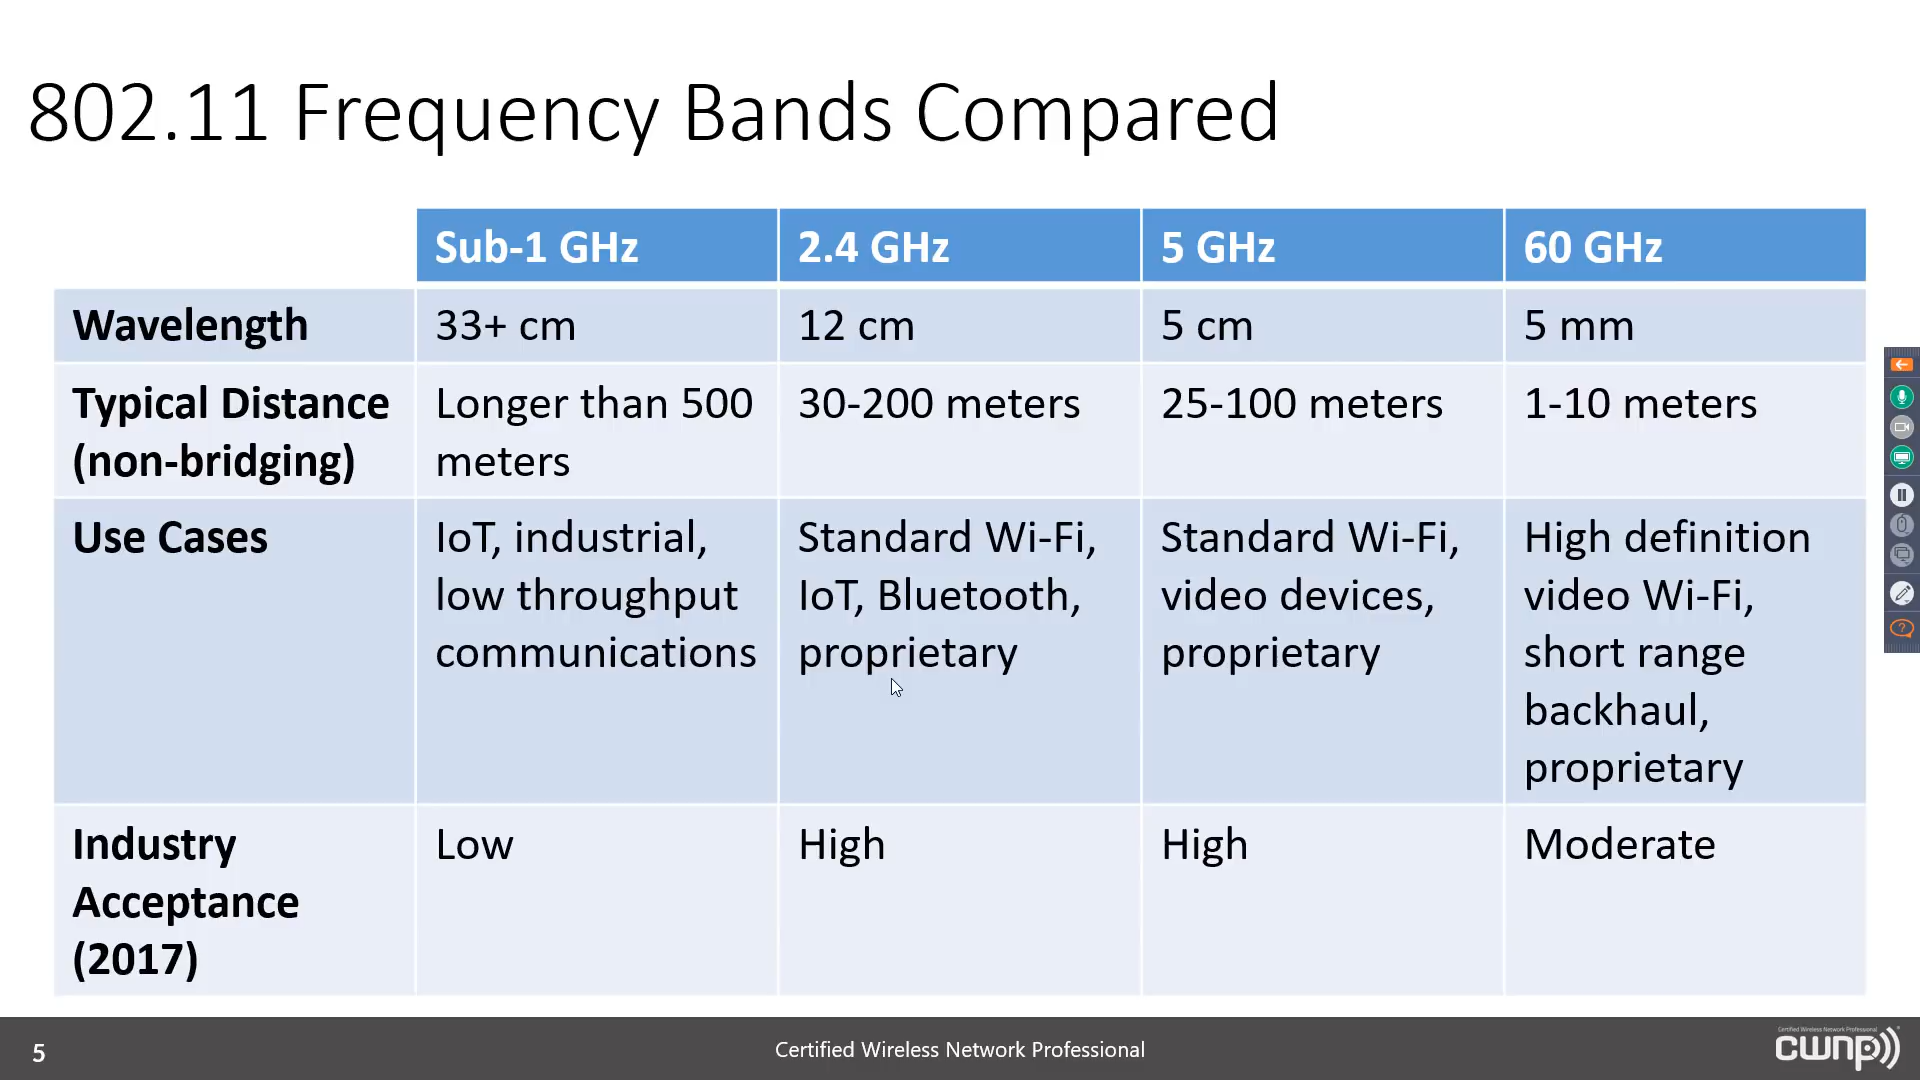 802.11 Frequency Bands Compared
Sub-1 GHz 2.4 GHz 5 GHz 60 GHz
Wavelength 33+ cm 12 cm 5 cm 5 mm
Typical Distance (non-bridging) Longer than 500 meters 30-200 meters 25-100 meters 1-10 meters
Use Cases IoT, industrial, low throughput communications Standard Wi-Fi, IoT, Bluetooth, proprietary Standard Wi-Fi, video devices, proprietary High definition video Wi-Fi, short range backhaul, proprietary
Industry Acceptance (2017) Low High High Moderate
5
Certified Wireless Network Professional
Certified Wireless Network Professional
cwnp